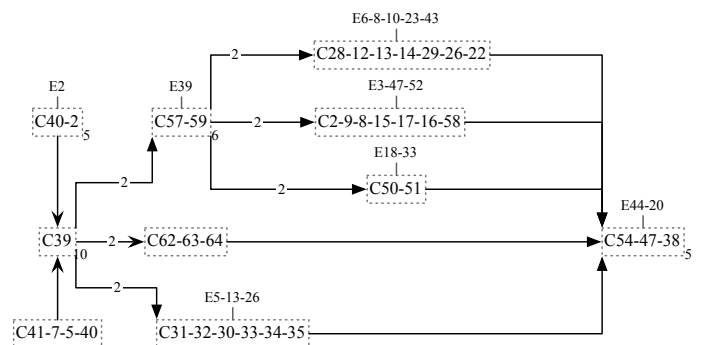 E6-8-10-23-43
2
C28-12-13-14-29-26-22
E2
E39
E3-47-52
C40-2
5
C57-59
6
2
C2-9-8-15-17-16-58
E18-33
2
2
C50-51
E44-20
C39
10
2
C62-63-64
C54-47-38
5
2
E5-13-26
C41-7-5-40
C31-32-30-33-34-35